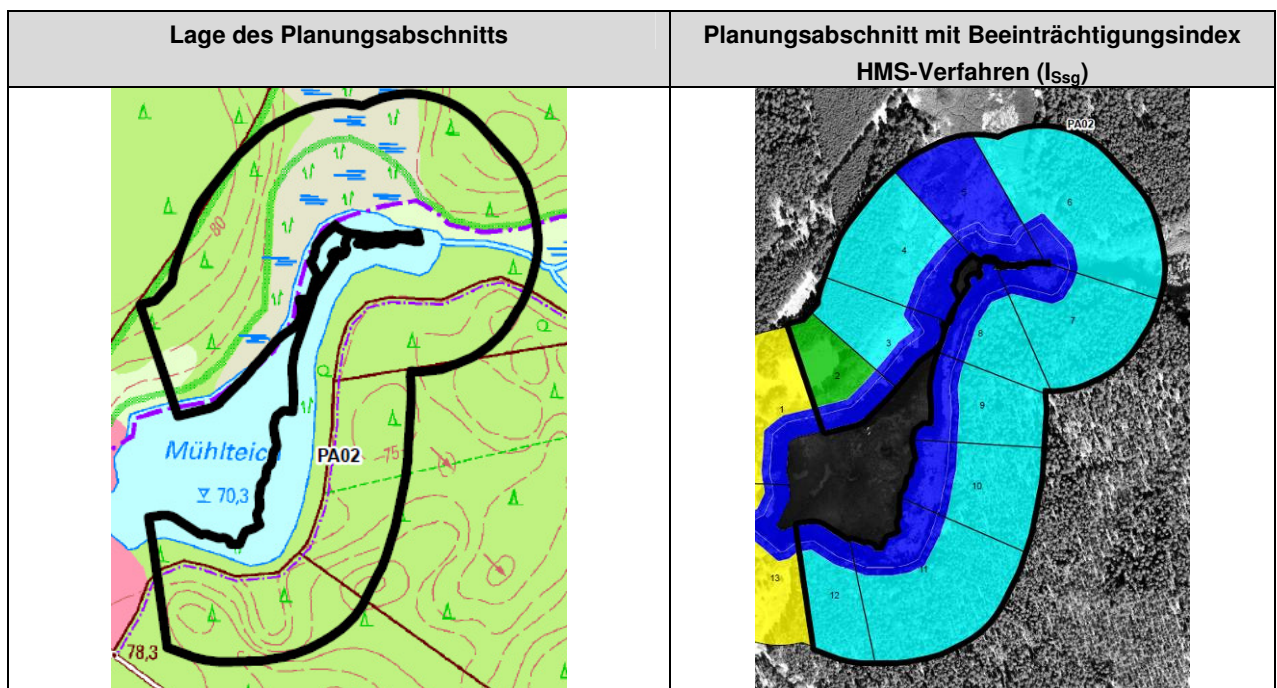 Lage des Planungsabschnitts
Planungsabschnitt mit Beeinträchtigungsindex
HMS-Verfahren (I_Ssg)
80
Mühlteich
70,3
PA02
75
78,3
PA02
5
6
4
7
8
3
2
1
9
10
11
12
13